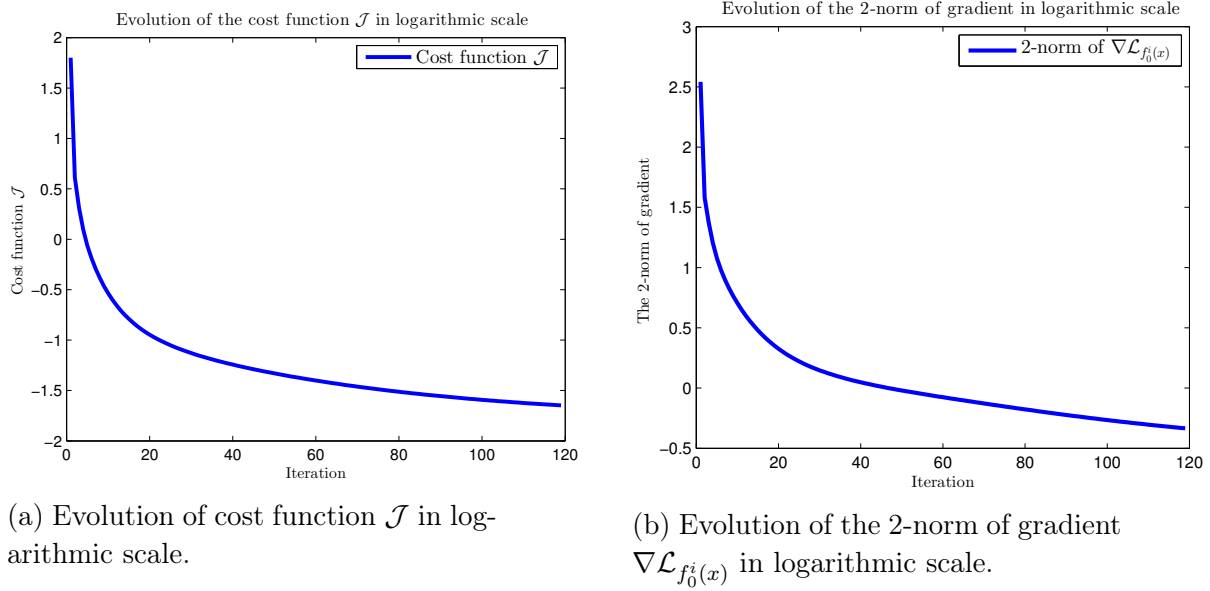 Evolution of the cost function 𝒥 in logarithmic scale
2
1.5
1
0.5
0
−0.5
−1
−1.5
−2
Cost function 𝒥
Cost function 𝒥
0 20 40 60 80 100 120
Iteration
(a) Evolution of cost function 𝒥 in log-
arithmic scale.
Evolution of the 2-norm of gradient in logarithmic scale
3
2.5
2
1.5
1
0.5
0
−0.5
The 2-norm of gradient
2-norm of ∇ℒ_{f_0^i(x)}
0 20 40 60 80 100 120
Iteration
(b) Evolution of the 2-norm of gradient
∇ℒ_{f_0^i(x)} in logarithmic scale.